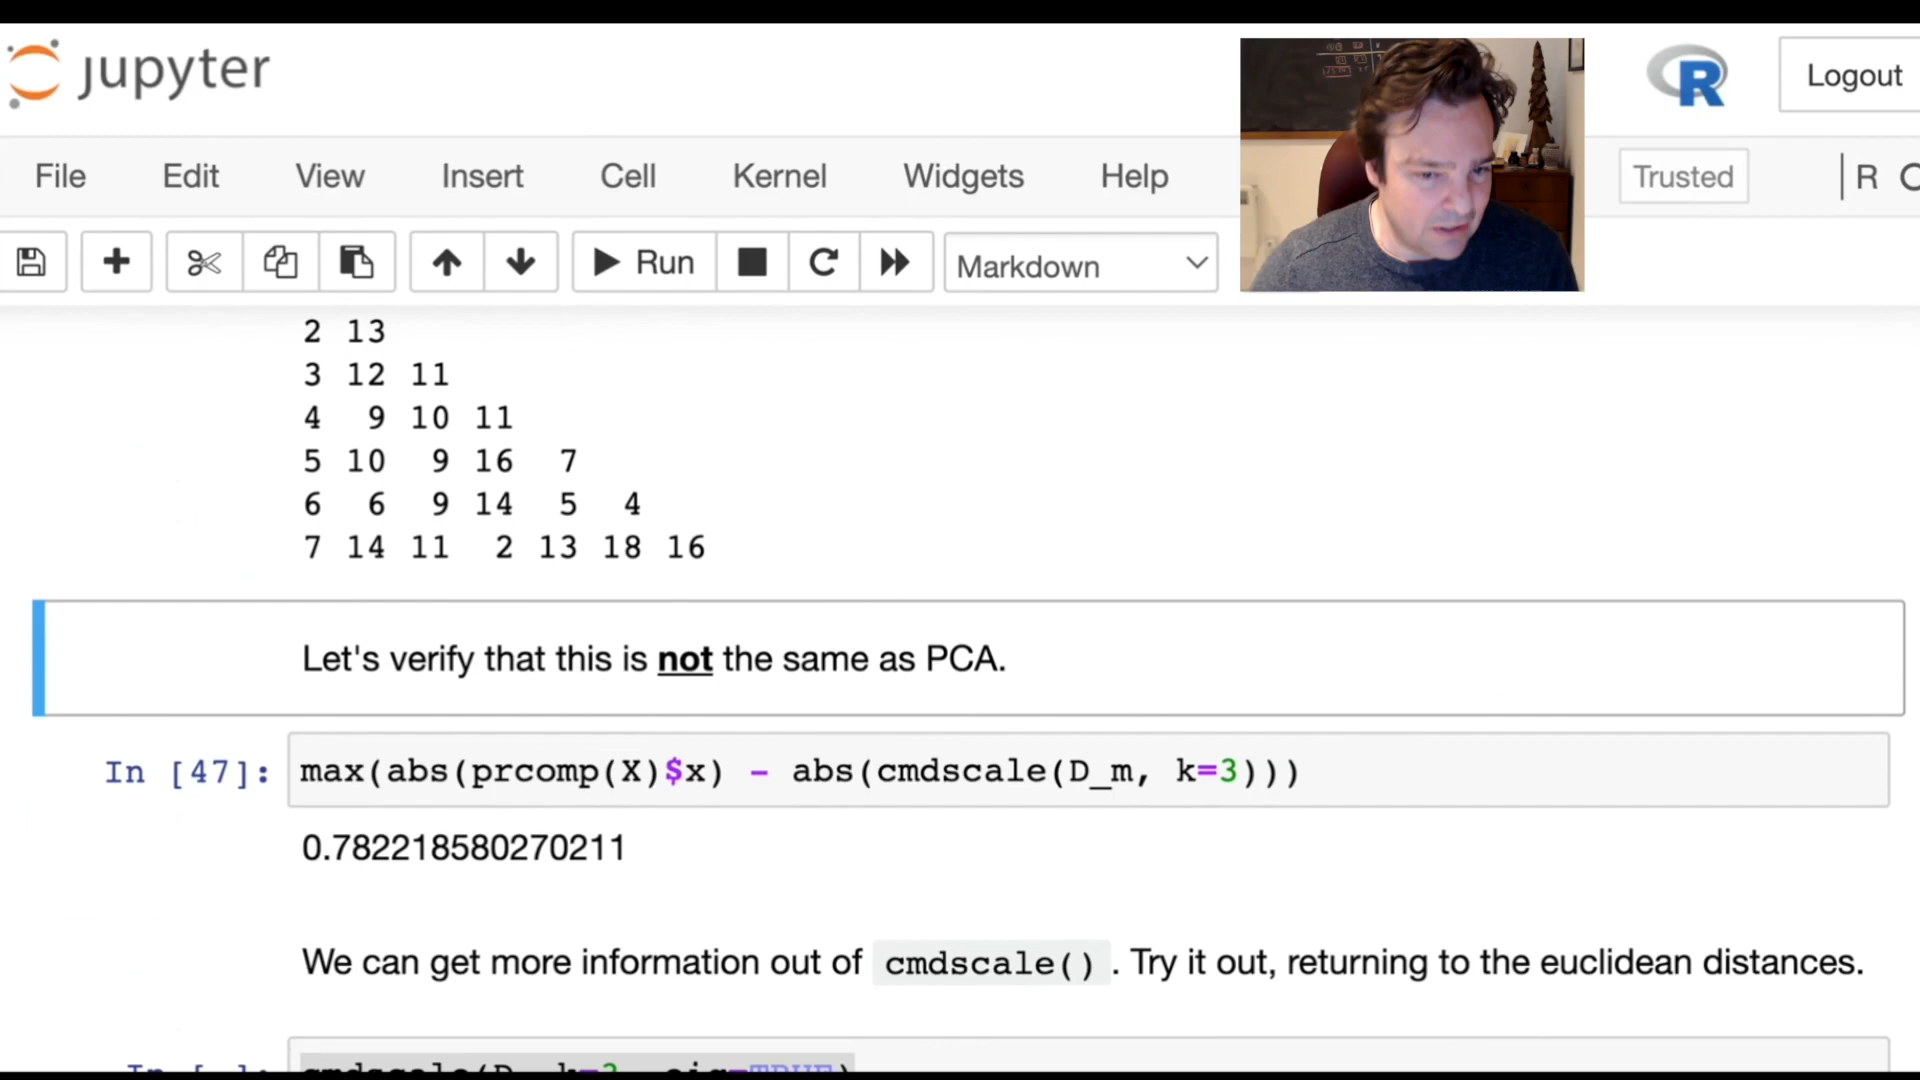 jupyter
Logout
File Edit View Insert Cell Kernel Widgets Help
Trusted
R
Run
Markdown
2 13
3 12 11
4 9 10 11
5 10 9 16 7
6 6 9 14 5 4
7 14 11 2 13 18 16
Let's verify that this is not the same as PCA.
In [47]: max(abs(prcomp(X)$x) - abs(cmdscale(D_m, k=3)))
0.782218580270211
We can get more information out of cmdscale() . Try it out, returning to the euclidean distances.